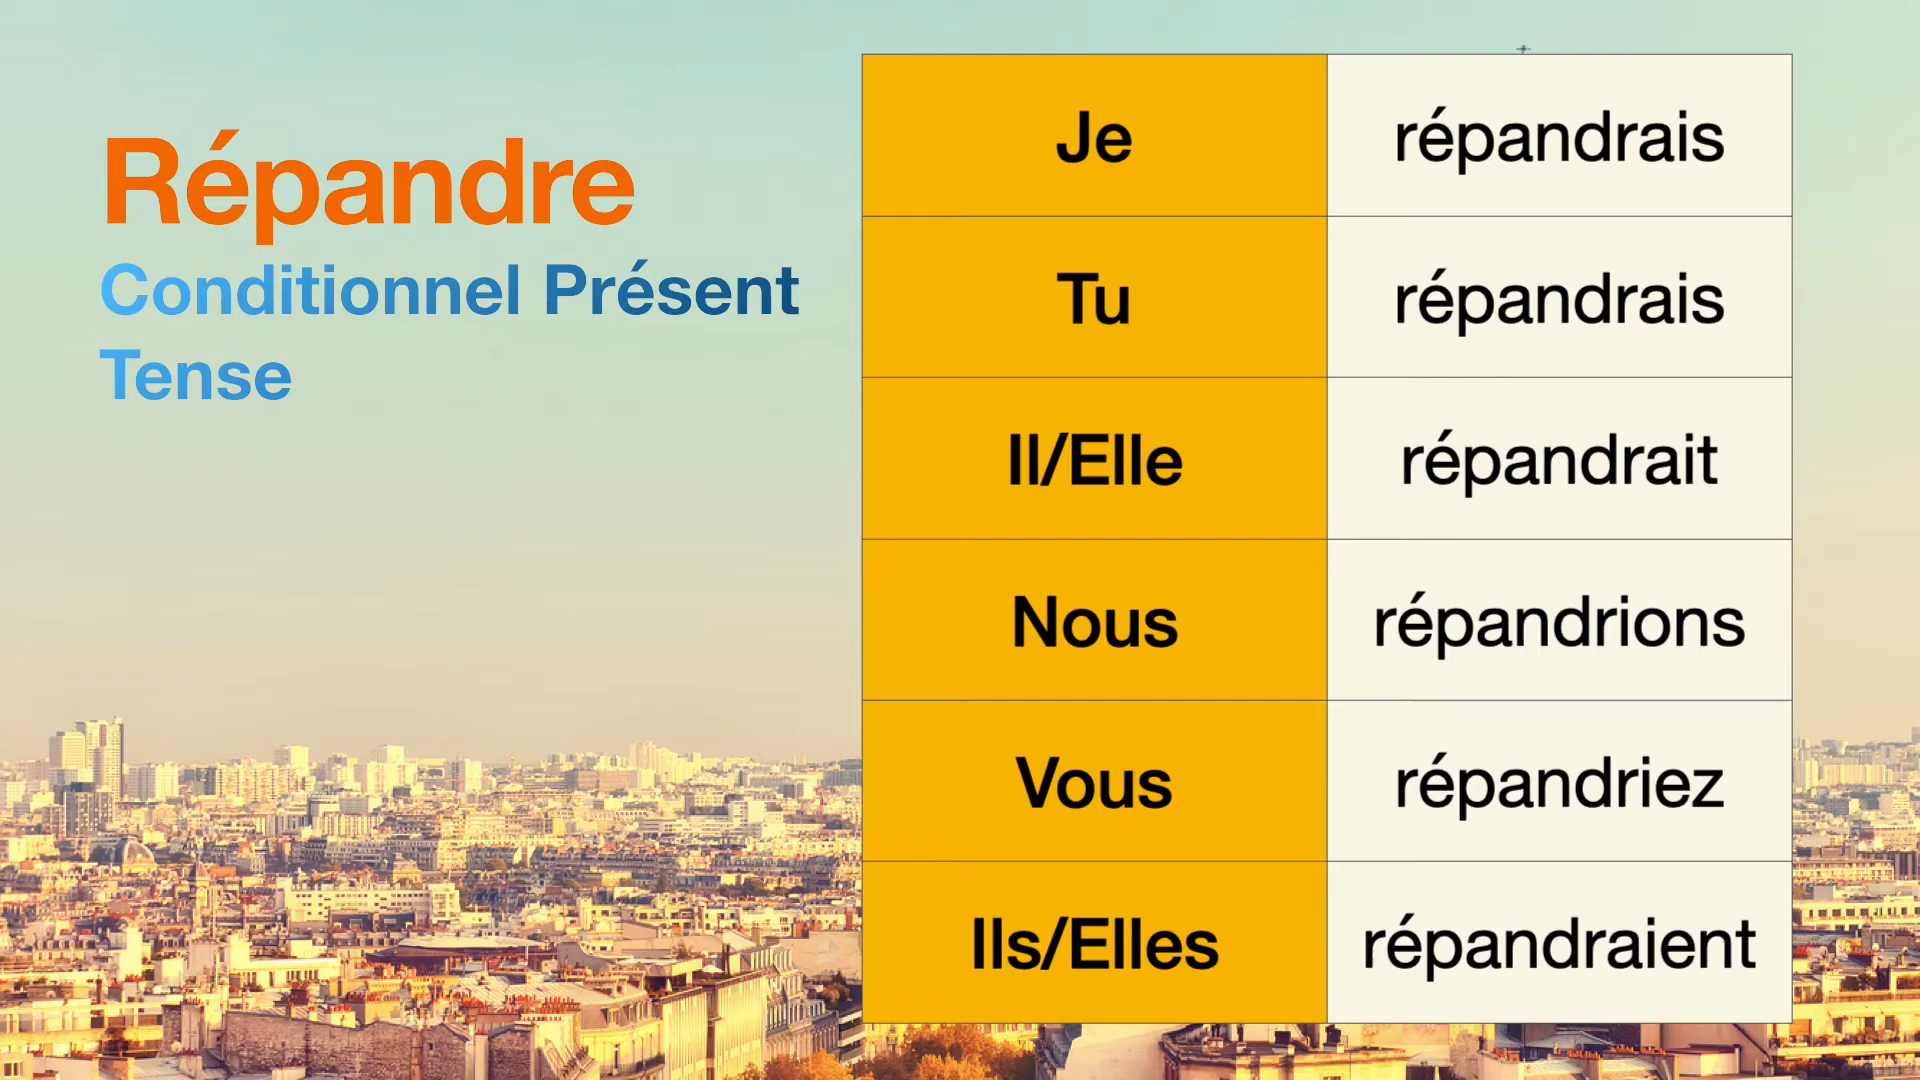 Répandre
Conditionnel Présent
Tense
Je répandrais
Tu répandrais
Il/Elle répandrait
Nous répandrions
Vous répandriez
Ils/Elles répandraient